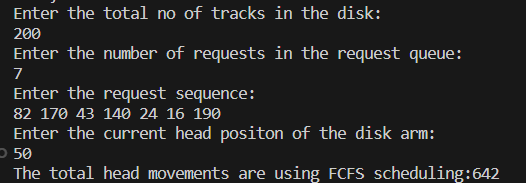 Enter the total no of tracks in the disk:
200
Enter the number of requests in the request queue:
7
Enter the request sequence:
82 170 43 140 24 16 190
Enter the current head positon of the disk arm:
50
The total head movements are using FCFS scheduling:642